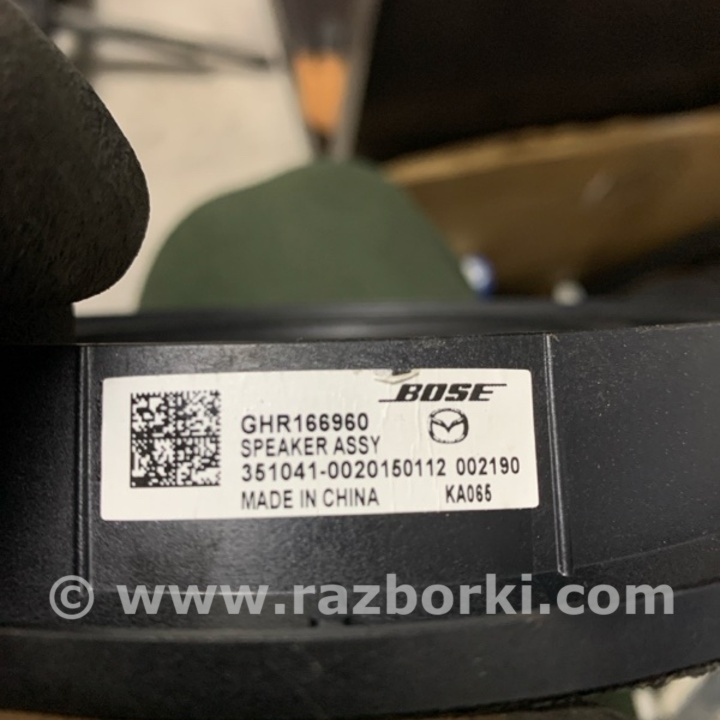 BOSE
GHR166960
SPEAKER ASSY
351041-0020150112 002190
MADE IN CHINA KA065
© www.razborki.com